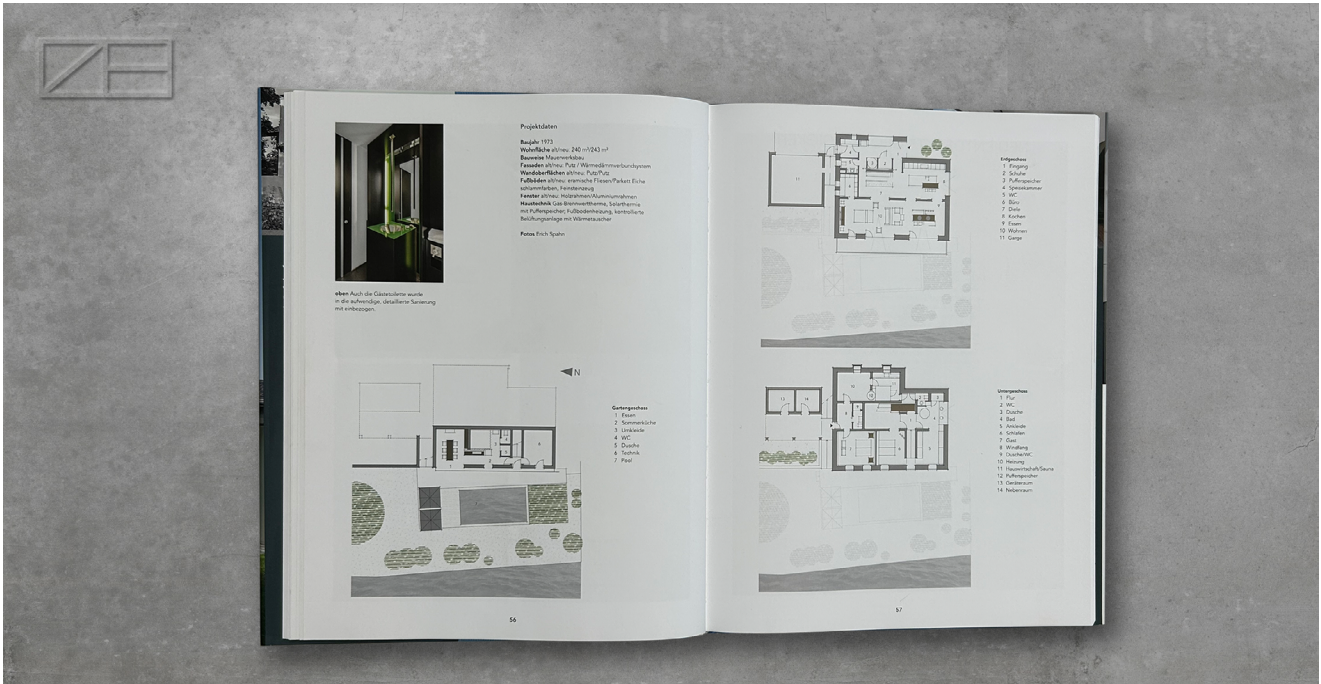 Projektdaten
Baujahr 1973
Wohnfläche alt/neu: 240 m²/243 m²
Bauweise Mauerwerksbau
Fassaden alt/neu: Putz / Wärmedämmverbundsystem
Wandoberflächen alt/neu: Putz/Putz
Fußböden alt/neu: eramische Fliesen/Parkett Eiche
schlammfarben, Feinsteinzeug
Fenster alt/neu: Holzrahmen/Aluminiumrahmen
Haustechnik Gas-Brennwerttherme, Solarthermie
mit Pufferspeicher, Fußbodenheizung, kontrollierte
Belüftungsanlage mit Wärmetauscher
Fotos Erich Spahn
oben Auch die Gästetoilette wurde
in die aufwendige, detaillierte Sanierung
mit einbezogen.
N
Gartengeschoss
1 Essen
2 Sommerküche
3 Umkleide
4 WC
5 Dusche
6 Technik
7 Pool
56
Erdgeschoss
1 Eingang
2 Schuhe
3 Pufferspeicher
4 Speisekammer
5 WC
6 Büro
7 Diele
8 Kochen
9 Essen
10 Wohnen
11 Garage
Untergeschoss
1 Flur
2 WC
3 Dusche
4 Bad
5 Ankleide
6 Schlafen
7 Gast
8 Windfang
9 Dusche/WC
10 Heizung
11 Hauswirtschaft/Sauna
12 Pufferspeicher
13 Geräteraum
14 Nebenraum
57